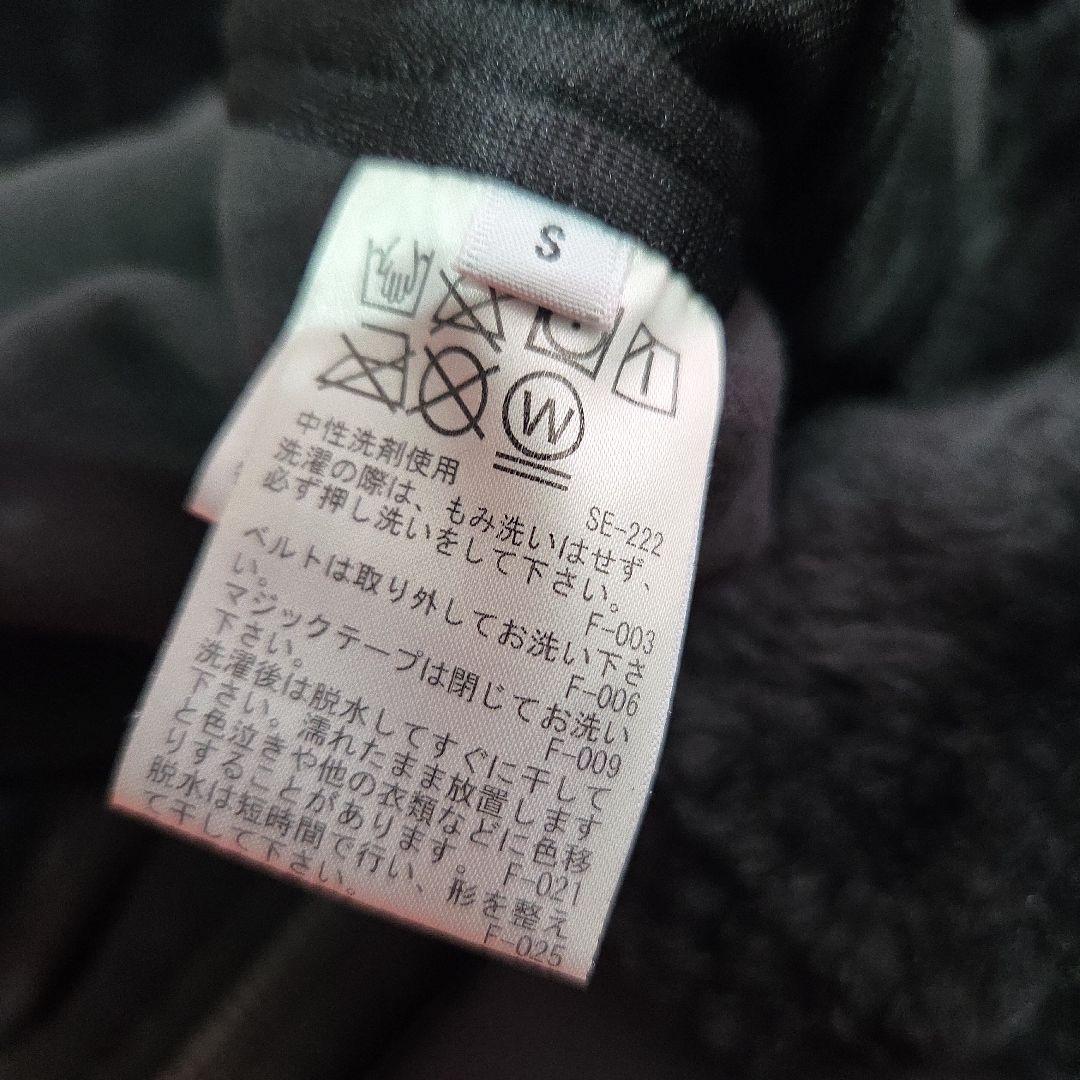 S
W
中性洗剤使用
SE-222
洗濯の際は、もみ洗いはせず、
必ず押し洗いをして下さい。
F-003
ベルトは取り外してお洗い下さ
い。
F-006
マジックテープは閉じてお洗い
下さい。
F-009
洗濯後は脱水してすぐに干して
下さい。濡れたまま放置します
と色泣きや他の衣類などに色移
りすることがあります。
F-021
脱水は短時間で行い、形を整え
て干して下さい。
F-025